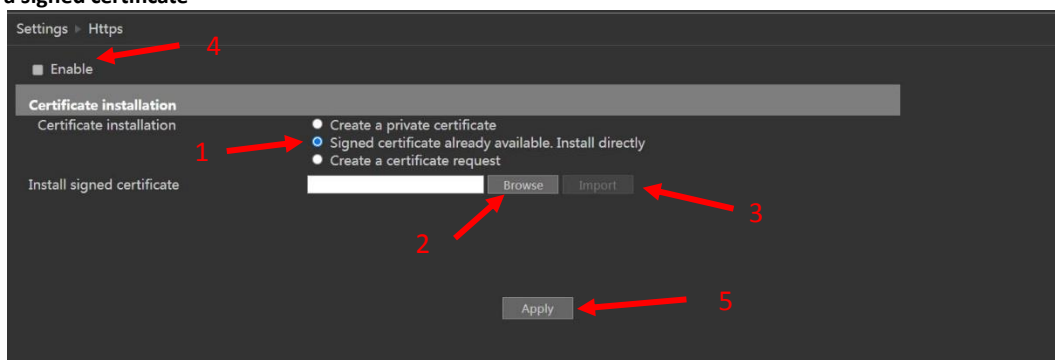 a signed certificate
Settings Https
4
Enable
Certificate installation
Certificate installation
Create a private certificate
1
Signed certificate already available. Install directly
Create a certificate request
Install signed certificate
Browse
Import
3
2
Apply
5